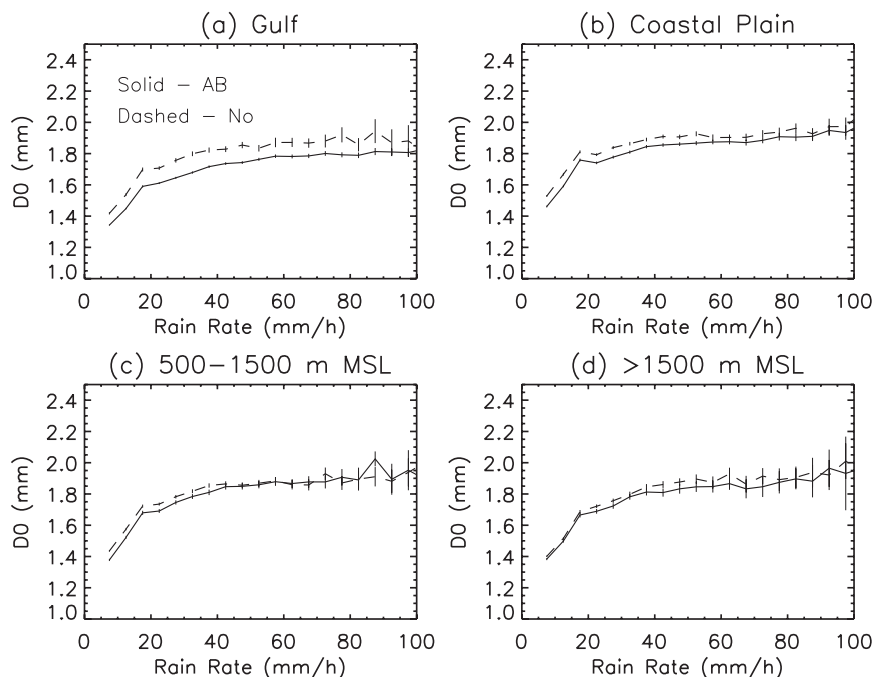 (a) Gulf
Solid − AB
Dashed − No
2.4
2.2
2.0
1.8
1.6
1.4
1.2
1.0
D0 (mm)
0 20 40 60 80 100
Rain Rate (mm/h)
(b) Coastal Plain
2.4
2.2
2.0
1.8
1.6
1.4
1.2
1.0
D0 (mm)
0 20 40 60 80 100
Rain Rate (mm/h)
(c) 500−1500 m MSL
2.4
2.2
2.0
1.8
1.6
1.4
1.2
1.0
D0 (mm)
0 20 40 60 80 100
Rain Rate (mm/h)
(d) >1500 m MSL
2.4
2.2
2.0
1.8
1.6
1.4
1.2
1.0
D0 (mm)
0 20 40 60 80 100
Rain Rate (mm/h)